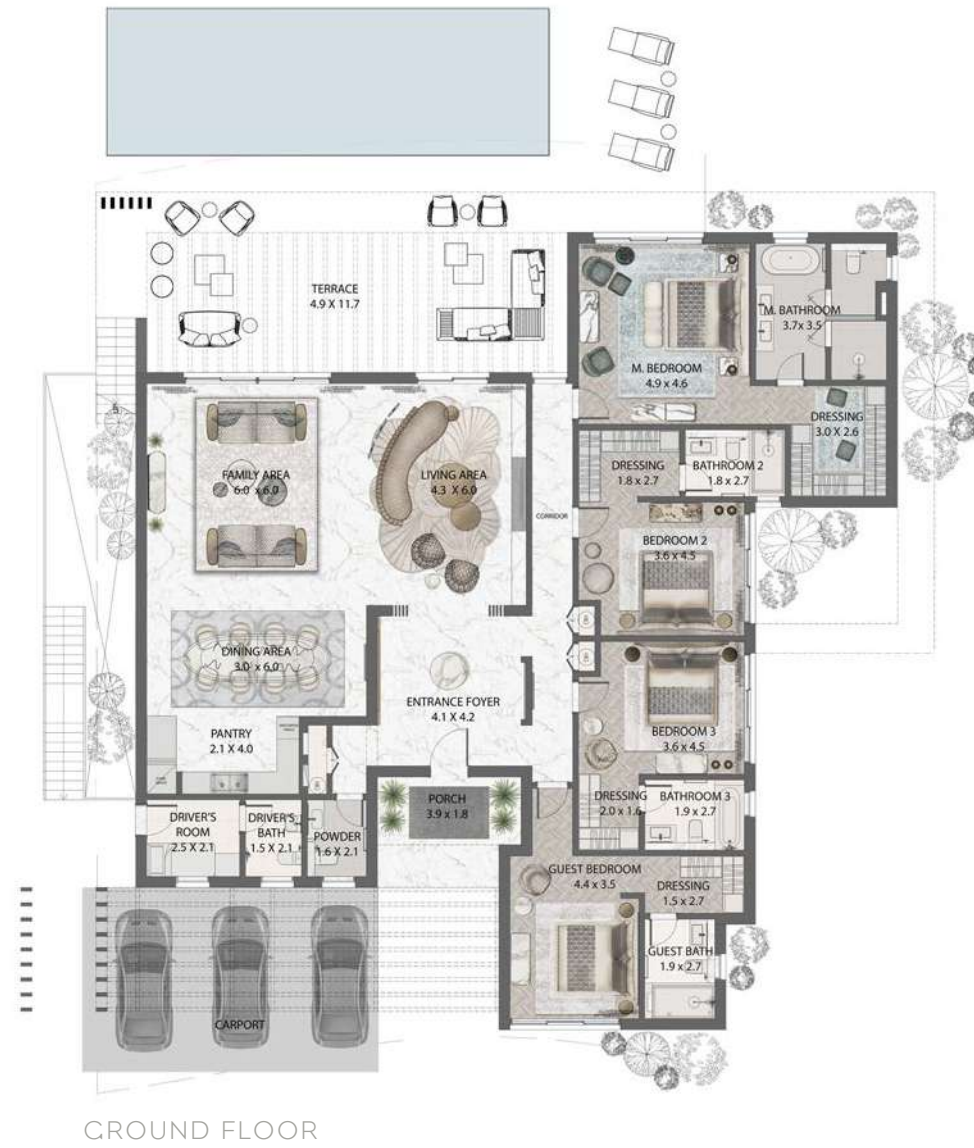 TERRACE
4.9 X 11.7
M. BATHROOM
3.7x 3.5
M. BEDROOM
4.9 x 4.6
DRESSING
3.0 X 2.6
FAMILY AREA
6.0 x 6.0
LIVING AREA
4.3 X 6.0
DRESSING
1.8 x 2.7
BATHROOM 2
1.8 x 2.7
CORRIDOR
BEDROOM 2
3.6 x 4.5
DINING AREA
3.0 x 6.0
ENTRANCE FOYER
4.1 X 4.2
PANTRY
2.1 X 4.0
BEDROOM 3
3.6 x 4.5
PORCH
3.9 x 1.8
DRESSING
2.0 x 1.6
BATHROOM 3
1.9 x 2.7
DRIVER'S
ROOM
2.5 X 2.1
DRIVER'S
BATH
1.5 X 2.1
POWDER
1.6 X 2.1
GUEST BEDROOM
4.4 x 3.5
DRESSING
1.5 x 2.7
GUEST BATH
1.9 x 2.7
CARPORT
GROUND FLOOR